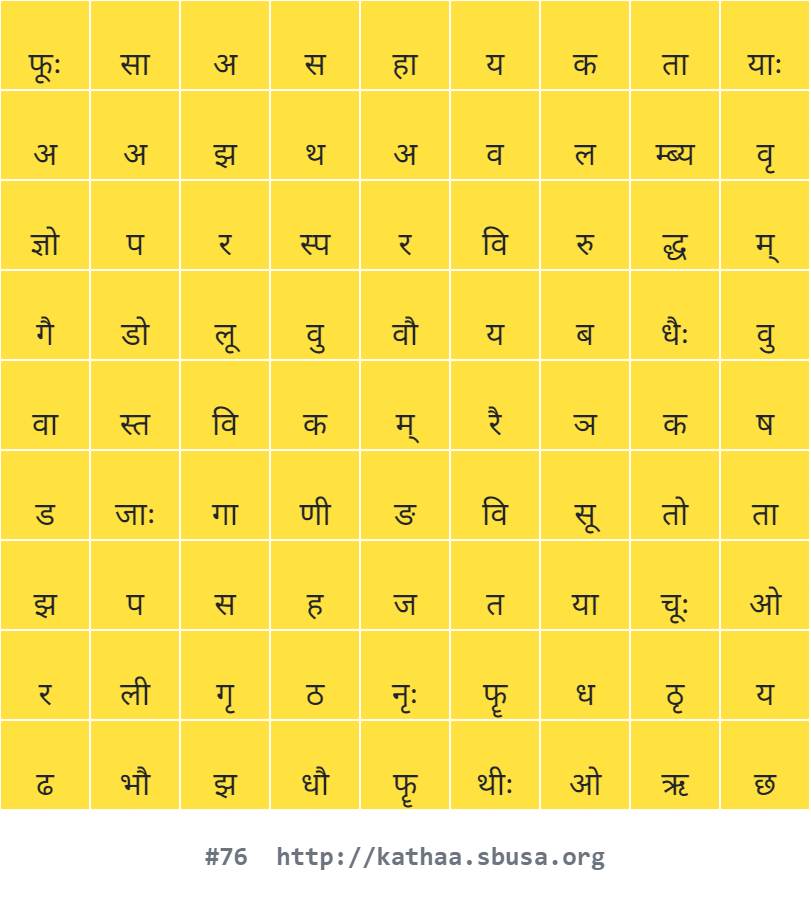 फूः सा अ स हा य क ता याः
अ अ झ थ अ व ल म्ब्य वृ
ज्ञो प र स्प र वि रु द्ध म्
गै डो लू वु वौ य ब धैः वु
वा स्त वि क म् रै ञ क ष
ड जाः गा णी ङ वि सू तो ता
झ प स ह ज त या चूः ओ
र ली गृ ठ नृः फॄ ध ठृ य
ढ भौ झ धौ फॄ थीः ओ ऋ छ
#76 http://kathaa.sbusa.org